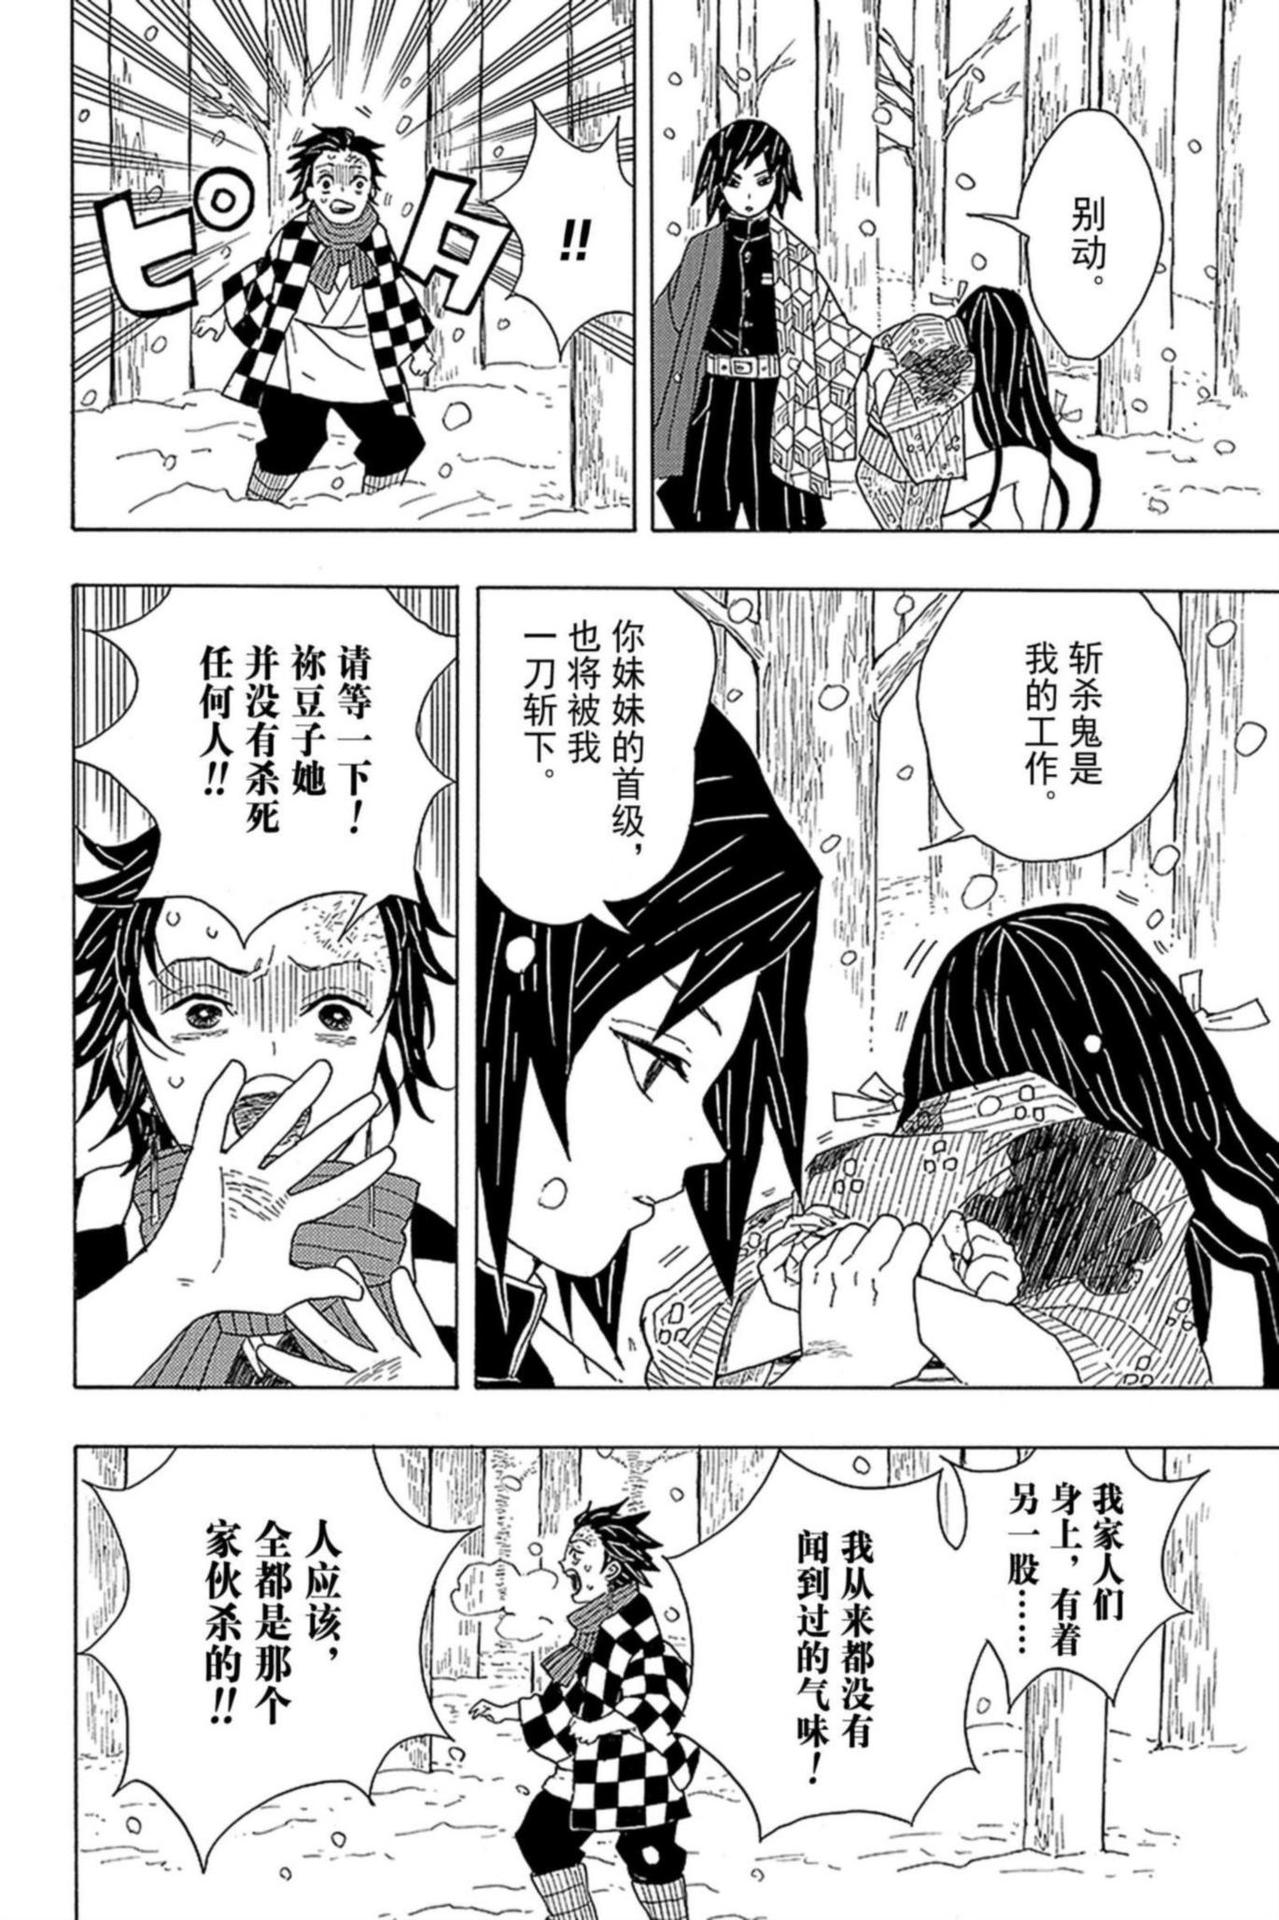 别动。
!!
ピタ
斩杀鬼是
我的工作。
你妹妹的首级，
也将被我
一刀斩下。
请等一下！
祢豆子她
并没有杀死
任何人!!
我家人们
身上，有着
另一股……
我从来都没有
闻到过的气味！
人应该，
全都是那个
家伙杀的!!